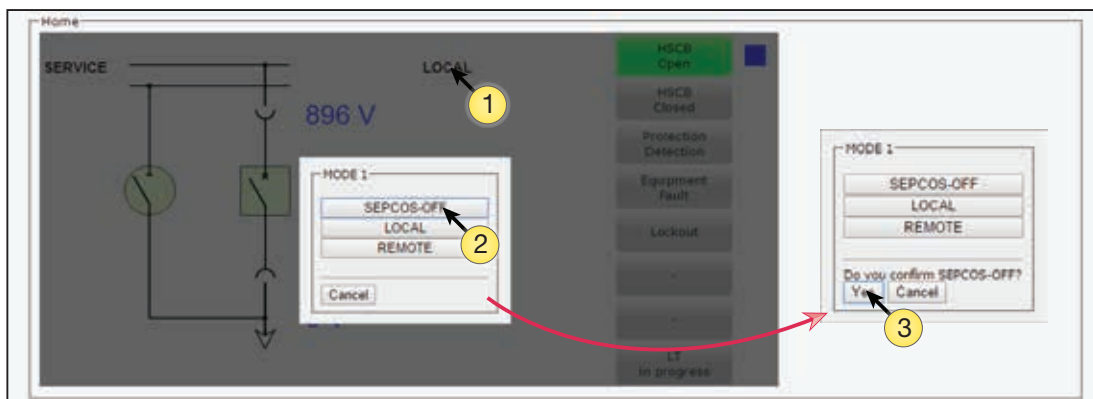 Home
SERVICE
LOCAL
1
896 V
HSCB
Open
HSCB
Closed
Protection
Detection
Equipment
Fault
Lockout
-
-
LT
in progress
MODE 1
SEPCOS-OFF
2
LOCAL
REMOTE
Cancel
MODE 1
SEPCOS-OFF
LOCAL
REMOTE
Do you confirm SEPCOS-OFF?
Yes Cancel
3